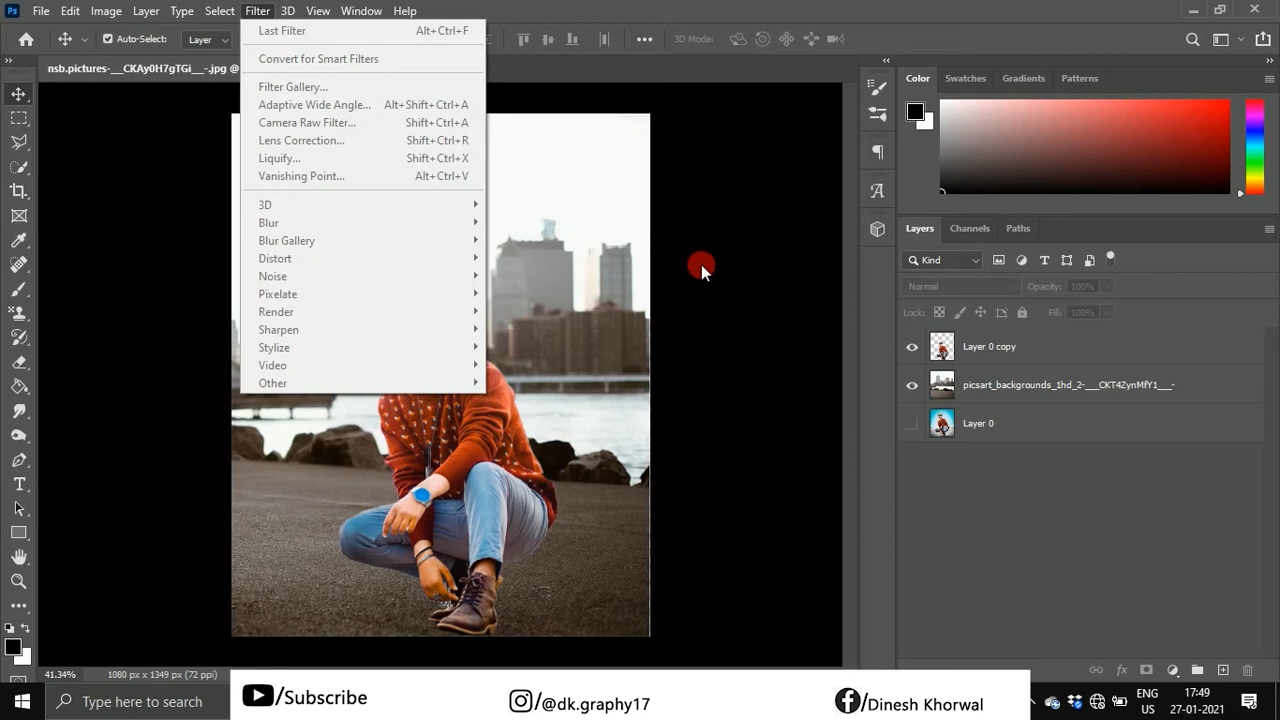 Ps File Edit Image Layer Type Select Filter 3D View Window Help
Auto-Select: Layer 3D Mode:
nsb.pictures-___CKAy0H7gTGi__-.jpg @
Last Filter Alt+Ctrl+F
Convert for Smart Filters
Filter Gallery...
Adaptive Wide Angle... Alt+Shift+Ctrl+A
Camera Raw Filter... Shift+Ctrl+A
Lens Correction... Shift+Ctrl+R
Liquify... Shift+Ctrl+X
Vanishing Point... Alt+Ctrl+V
3D
Blur
Blur Gallery
Distort
Noise
Pixelate
Render
Sharpen
Stylize
Video
Other
Color Swatches Gradients Patterns
Layers Channels Paths
Kind
Normal Opacity: 100%
Lock: Fill: 100%
Layer 0 copy
picsart_backgrounds_1hd_2-___CKT4ZynMfY1___-
Layer 0
41.34% 1080 px x 1349 px (72 ppi)
Type here to search
/Subscribe
/@dk.graphy17
/Dinesh Khorwal
ENG
US
17:49
27-01-2021